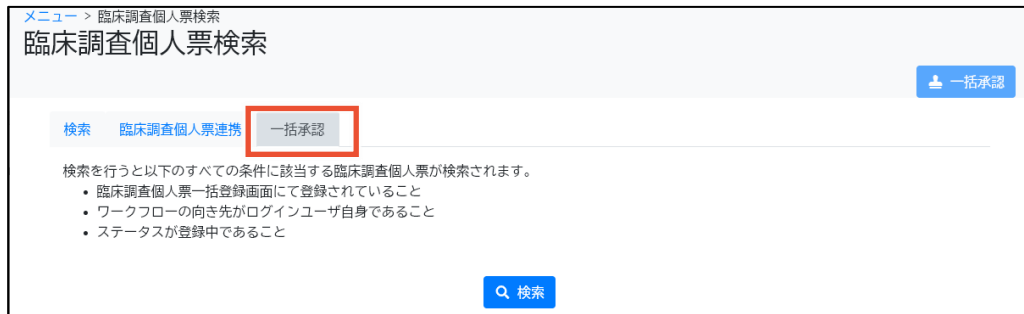 メニュー > 臨床調査個人票検索
臨床調査個人票検索
一括承認
検索 臨床調査個人票連携 一括承認
検索を行うと以下のすべての条件に該当する臨床調査個人票が検索されます。
• 臨床調査個人票一括登録画面にて登録されていること
• ワークフローの向き先がログインユーザ自身であること
• ステータスが登録中であること
検索